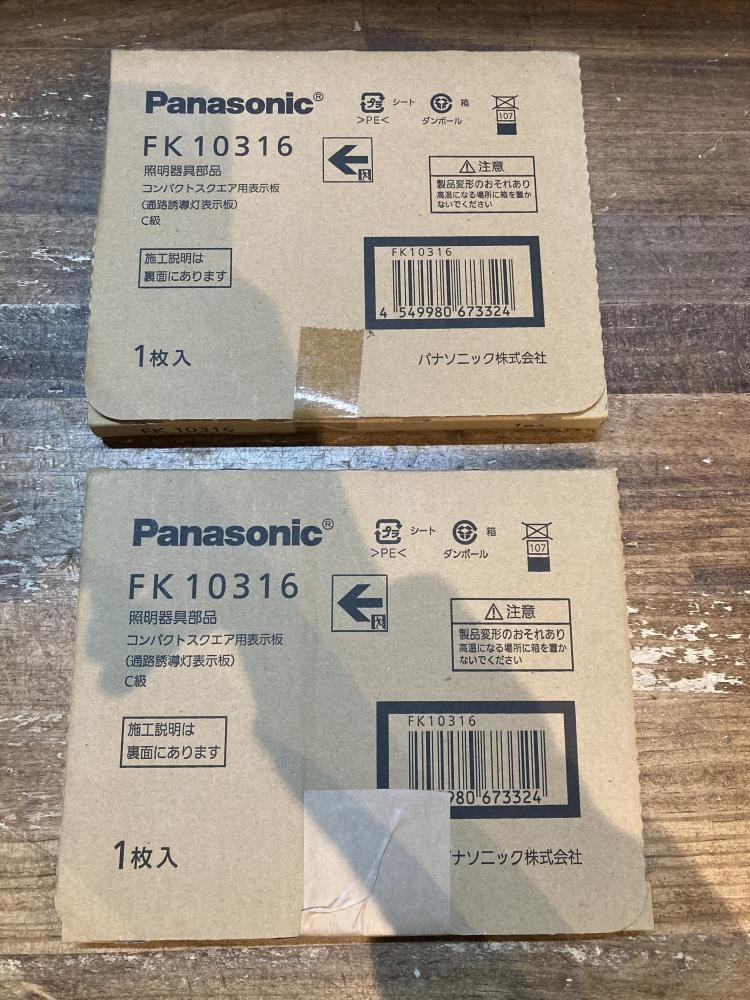 Panasonic®
FK10316
照明器具部品
コンパクトスクエア用表示板
(通路誘導灯表示板)
C級
プラ シート
>PE<
箱
ダンボール
107
⚠注意
製品変形のおそれあり
高温になる場所に箱を置か
ないでください
施工説明は
裏面にあります
FK10316
4 549980 673324
1枚入
パナソニック株式会社
FK 10316
1枚入
Panasonic®
FK10316
照明器具部品
コンパクトスクエア用表示板
(通路誘導灯表示板)
C級
プラ シート
>PE<
箱
ダンボール
107
⚠注意
製品変形のおそれあり
高温になる場所に箱を置か
ないでください
施工説明は
裏面にあります
FK10316
980 673324
1枚入
ナソニック株式会社